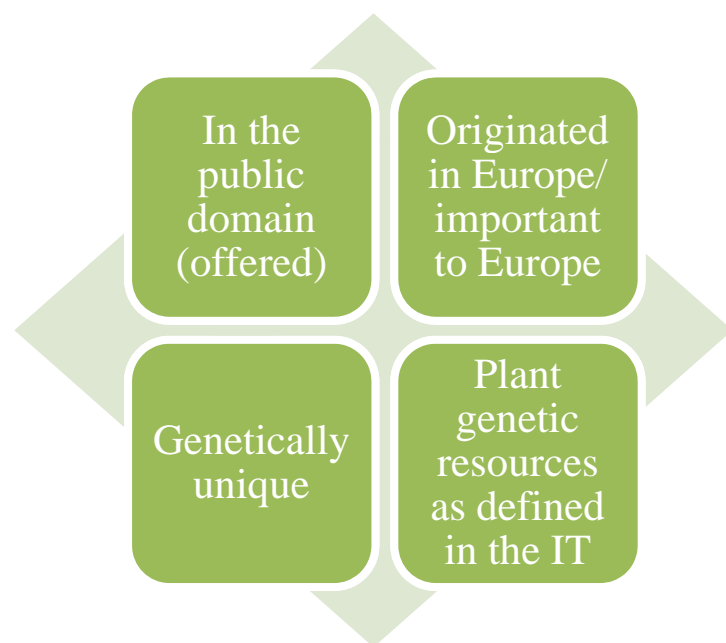 In the
public
domain
(offered)
Originated
in Europe/
important
to Europe
Genetically
unique
Plant
genetic
resources
as defined
in the IT